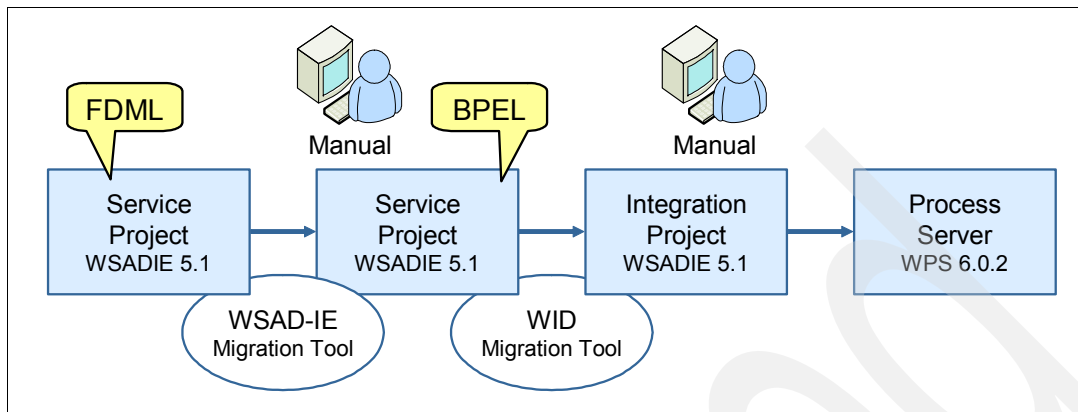 FDML
Manual
BPEL
Manual
Service
Project
WSADIE 5.1
Service
Project
WSADIE 5.1
Integration
Project
WSADIE 5.1
Process
Server
WPS 6.0.2
WSAD-IE
Migration Tool
WID
Migration Tool